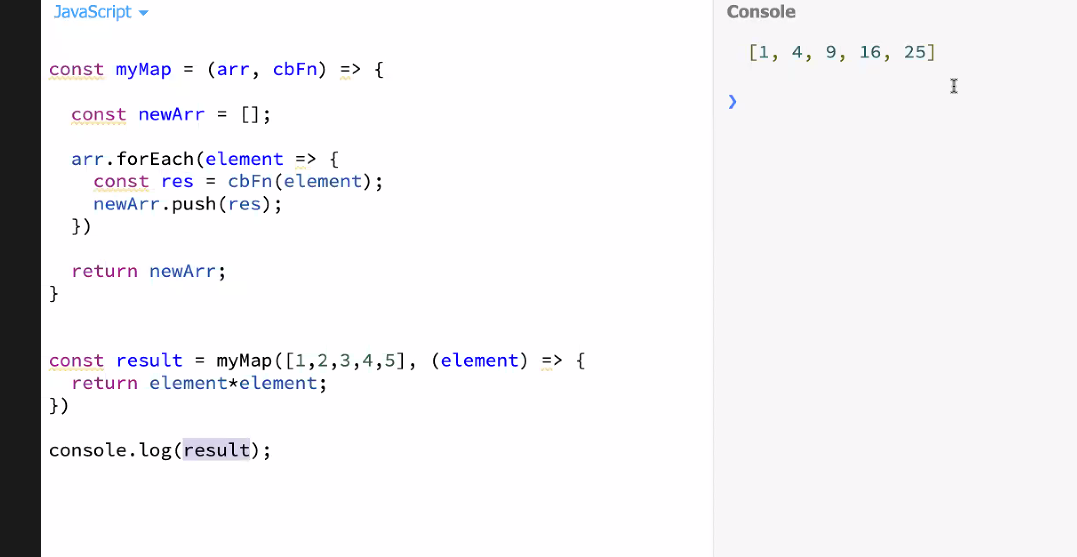 JavaScript
Console
const myMap = (arr, cbFn) => {
  const newArr = [];
  arr.forEach(element => {
    const res = cbFn(element);
    newArr.push(res);
  })
  return newArr;
}
const result = myMap([1,2,3,4,5], (element) => {
  return element*element;
})
console.log(result);
[1, 4, 9, 16, 25]
❯